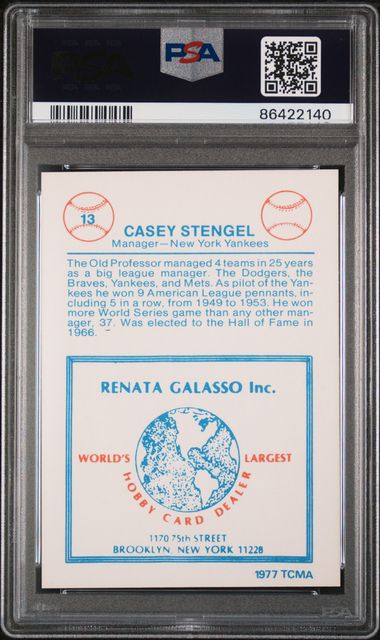 PSA
PSA
86422140
13
CASEY STENGEL
Manager—New York Yankees
The Old Professor managed 4 teams in 25 years
as a big league manager. The Dodgers, the
Braves, Yankees, and Mets. As pilot of the Yan-
kees he won 9 American League pennants, in-
cluding 5 in a row, from 1949 to 1953. He won
more World Series game than any other man-
ager, 37. Was elected to the Hall of Fame in
1966.
RENATA GALASSO Inc.
WORLD'S LARGEST
HOBBY CARD DEALER
1170 75th STREET
BROOKLYN, NEW YORK 11228
1977 TCMA